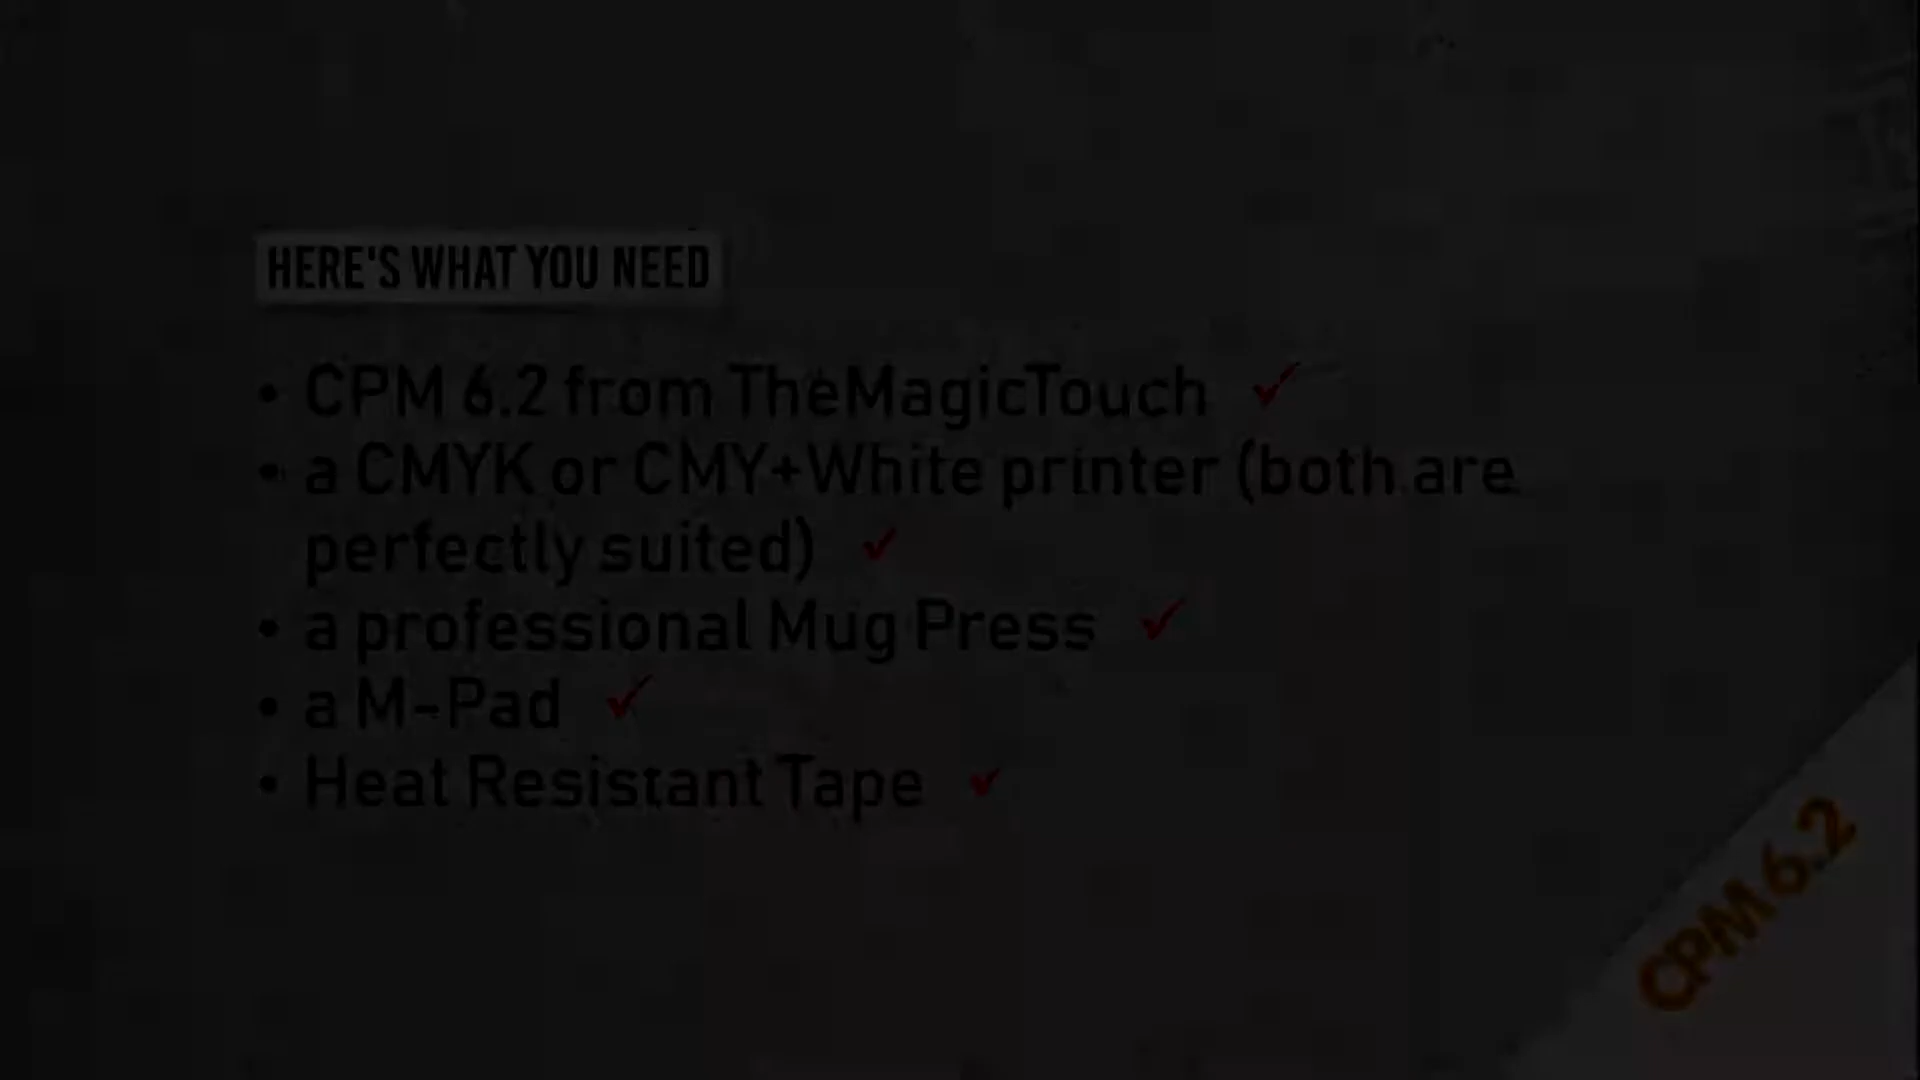 HERE'S WHAT YOU NEED
• CPM 6.2 from TheMagicTouch ✓
• a CMYK or CMY+White printer (both are
perfectly suited) ✓
• a professional Mug Press ✓
• a M-Pad ✓
• Heat Resistant Tape ✓
CPM 6.2